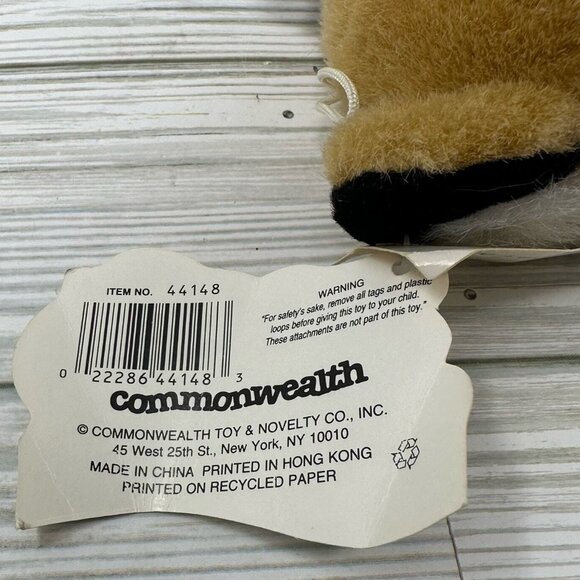 ITEM NO. 44148
0 22286 44148 3
WARNING
"For safety's sake, remove all tags and plastic
loops before giving this toy to your child.
These attachments are not part of this toy."
commonwealth
© COMMONWEALTH TOY & NOVELTY CO., INC.
45 West 25th St., New York, NY 10010
MADE IN CHINA PRINTED IN HONG KONG
PRINTED ON RECYCLED PAPER